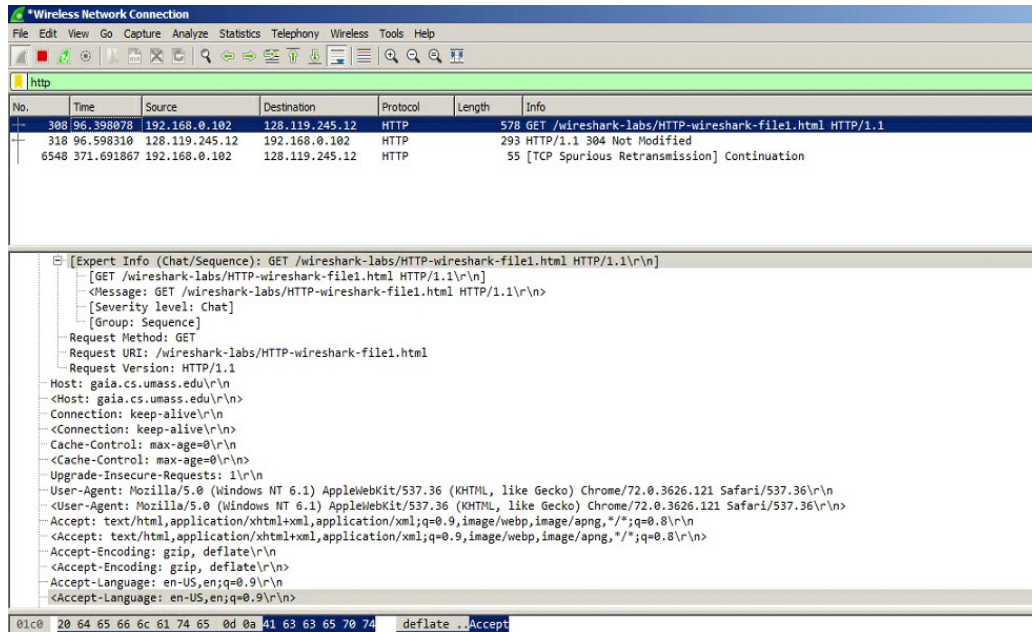 *Wireless Network Connection
File Edit View Go Capture Analyze Statistics Telephony Wireless Tools Help
http
No. Time Source Destination Protocol Length Info
308 96.398078 192.168.0.102 128.119.245.12 HTTP 578 GET /wireshark-labs/HTTP-wireshark-file1.html HTTP/1.1
318 96.598310 128.119.245.12 192.168.0.102 HTTP 293 HTTP/1.1 304 Not Modified
6548 371.691867 192.168.0.102 128.119.245.12 HTTP 55 [TCP Spurious Retransmission] Continuation
[Expert Info (Chat/Sequence): GET /wireshark-labs/HTTP-wireshark-file1.html HTTP/1.1\r\n]
[GET /wireshark-labs/HTTP-wireshark-file1.html HTTP/1.1\r\n]
<Message: GET /wireshark-labs/HTTP-wireshark-file1.html HTTP/1.1\r\n>
[Severity level: Chat]
[Group: Sequence]
Request Method: GET
Request URI: /wireshark-labs/HTTP-wireshark-file1.html
Request Version: HTTP/1.1
Host: gaia.cs.umass.edu\r\n
<Host: gaia.cs.umass.edu\r\n>
Connection: keep-alive\r\n
<Connection: keep-alive\r\n>
Cache-Control: max-age=0\r\n
<Cache-Control: max-age=0\r\n>
Upgrade-Insecure-Requests: 1\r\n
User-Agent: Mozilla/5.0 (Windows NT 6.1) AppleWebKit/537.36 (KHTML, like Gecko) Chrome/72.0.3626.121 Safari/537.36\r\n
<User-Agent: Mozilla/5.0 (Windows NT 6.1) AppleWebKit/537.36 (KHTML, like Gecko) Chrome/72.0.3626.121 Safari/537.36\r\n>
Accept: text/html,application/xhtml+xml,application/xml;q=0.9,image/webp,image/apng,*/*;q=0.8\r\n
<Accept: text/html,application/xhtml+xml,application/xml;q=0.9,image/webp,image/apng,*/*;q=0.8\r\n>
Accept-Encoding: gzip, deflate\r\n
<Accept-Encoding: gzip, deflate\r\n>
Accept-Language: en-US,en;q=0.9\r\n
<Accept-Language: en-US,en;q=0.9\r\n>
01c0 20 64 65 66 6c 61 74 65 0d 0a 41 63 63 65 70 74 deflate ..Accept